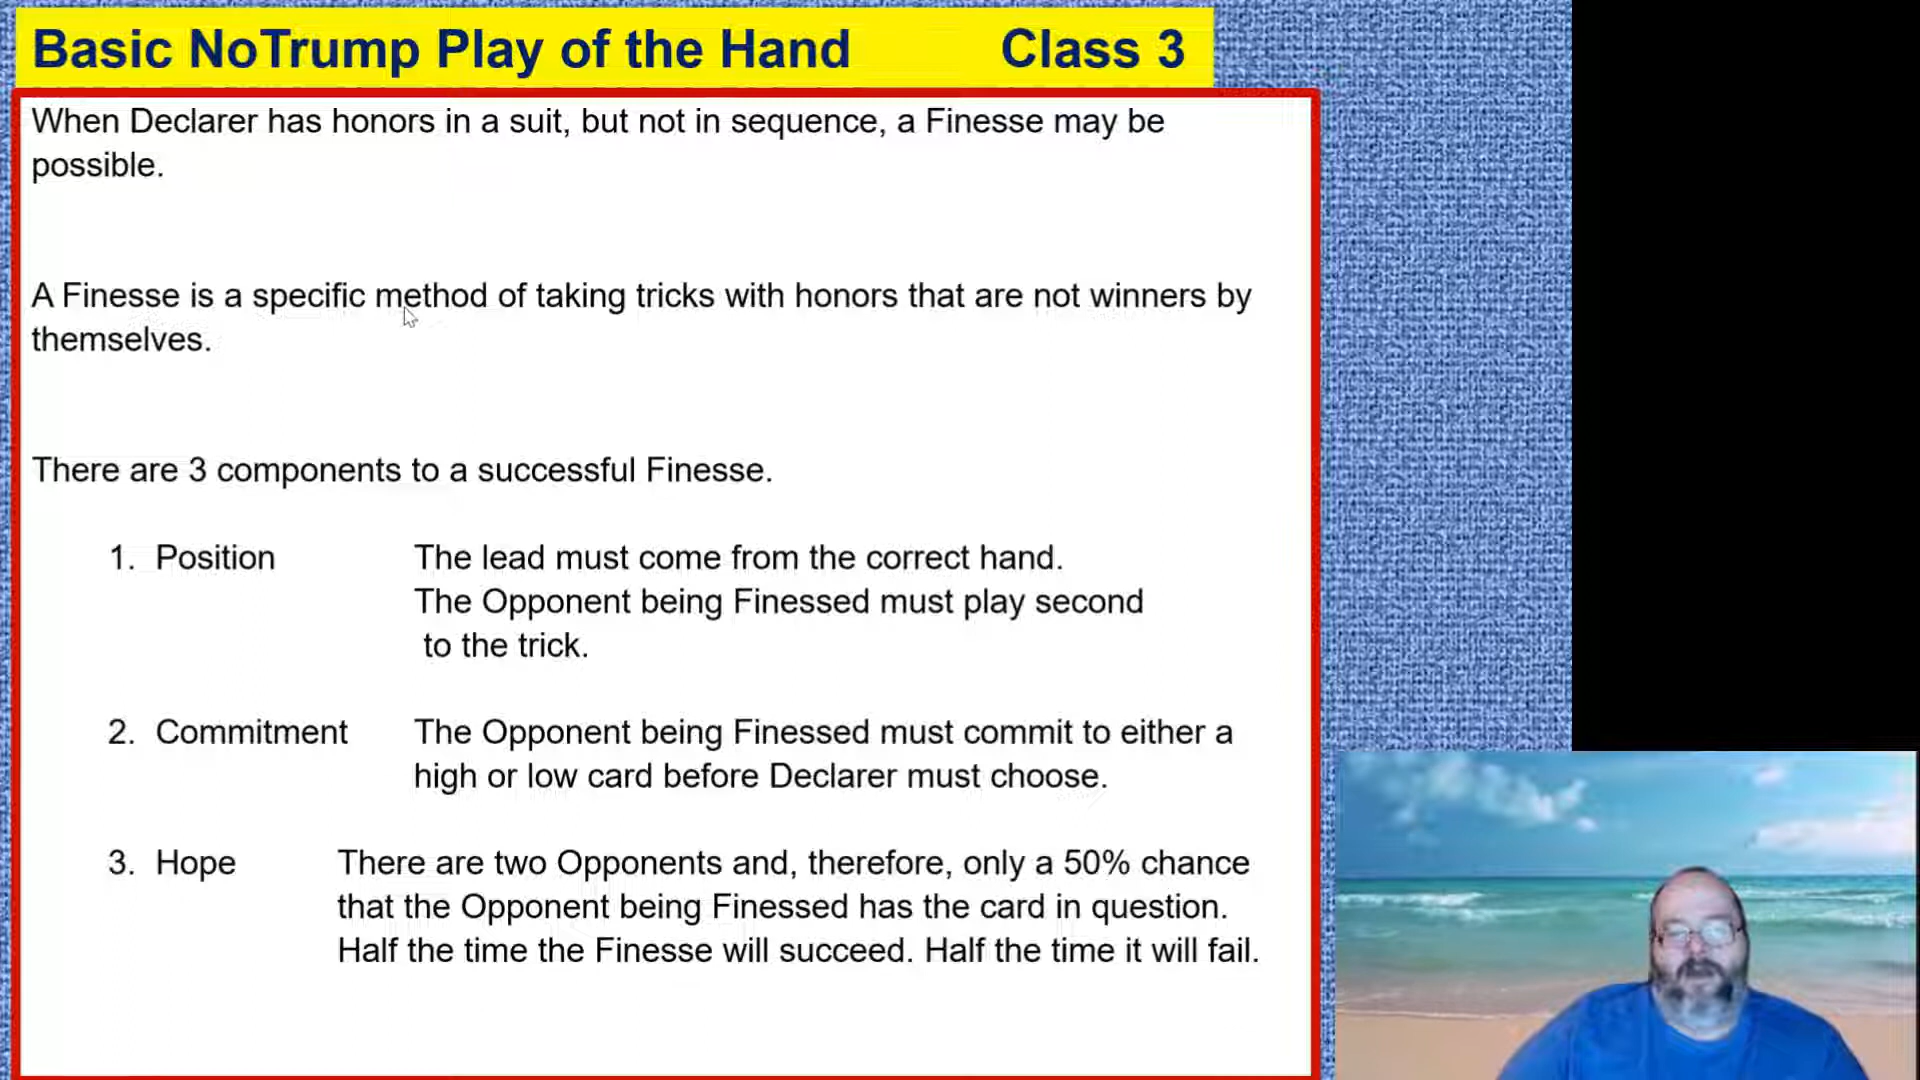 Basic NoTrump Play of the Hand Class 3
When Declarer has honors in a suit, but not in sequence, a Finesse may be
possible.
A Finesse is a specific method of taking tricks with honors that are not winners by
themselves.
There are 3 components to a successful Finesse.
1. Position The lead must come from the correct hand.
The Opponent being Finessed must play second
to the trick.
2. Commitment The Opponent being Finessed must commit to either a
high or low card before Declarer must choose.
3. Hope There are two Opponents and, therefore, only a 50% chance
that the Opponent being Finessed has the card in question.
Half the time the Finesse will succeed. Half the time it will fail.